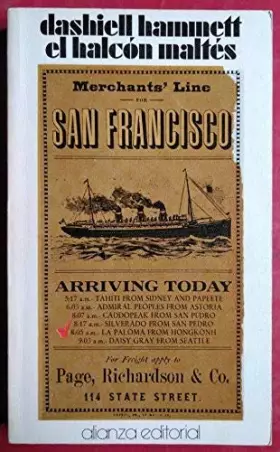 dashiell hammett
el halcón maltés
Merchants' Line
FOR
SAN FRANCISCO
ARRIVING TODAY
5:17 a.m.- TAHITI FROM SIDNEY AND PAPEETE
6.05 a.m.- ADMIRAL PEOPLES FROM ASTORIA
8.07 a.m.- CADDOPEAK FROM SAN PEDRO
8.17 a.m.- SILVERADO FROM SAN PEDRO
8.05 a.m.- LA PALOMA FROM HONGKONH
9.03 a.m.- DAISY GRAY FROM SEATTLE
For Freight apply to
Page, Richardson & Co.
114 STATE STREET.
alianza editorial